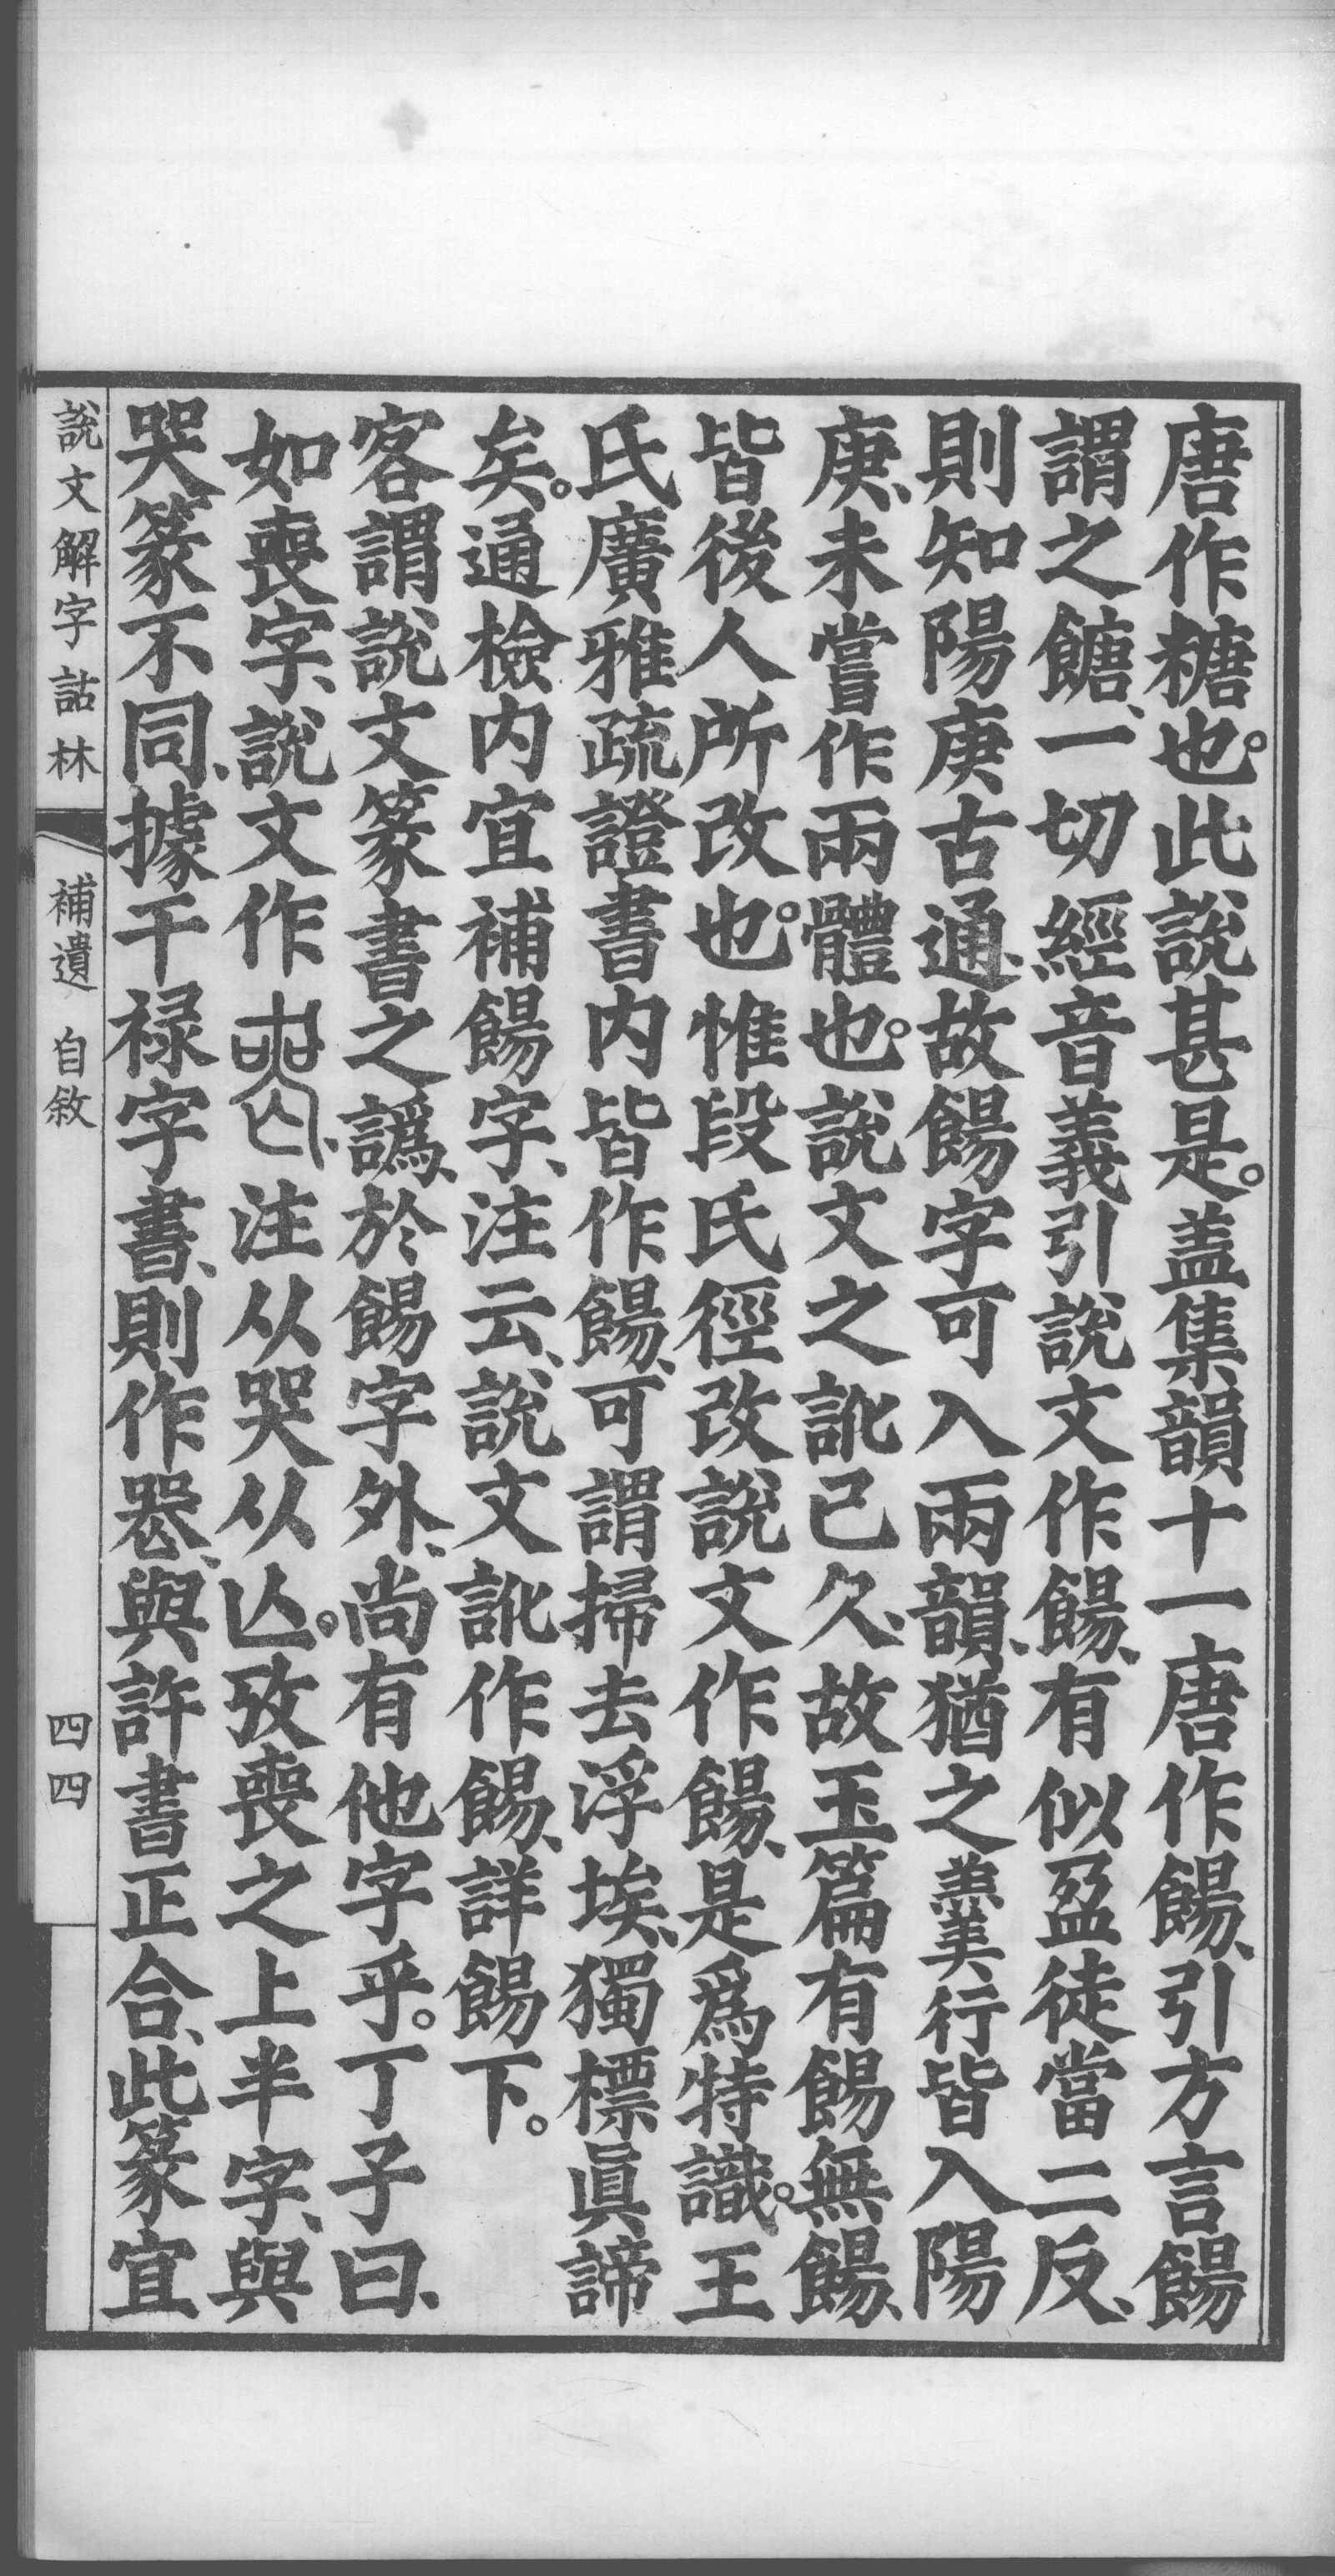 唐作糖也。此說甚是。蓋集韻十一唐作餳、引方言餳
謂之餹、一切經音義引說文作餳、有似盈徒當二反、
則知陽庚古通、故餳字可入兩韻、猶之羹行皆入陽
庚、未嘗作兩體也。說文之訛已久、故玉篇有餳無餳、
皆後人所改也。惟段氏徑改說文作餳、是爲特識。王
氏廣雅疏證書内皆作餳、可謂掃去浮埃、獨標眞諦
矣。通檢内宜補餳字、注云、說文訛作餳、詳餳下。
客謂說文篆書之譌、於餳字外、尚有他字乎。丁子曰、
如喪字、說文作、注从哭从亾。攷喪之上半字、與
哭篆不同、據干祿字書、則作、與許書正合、此篆宜
說文解字詁林 補遺 自敘 四四